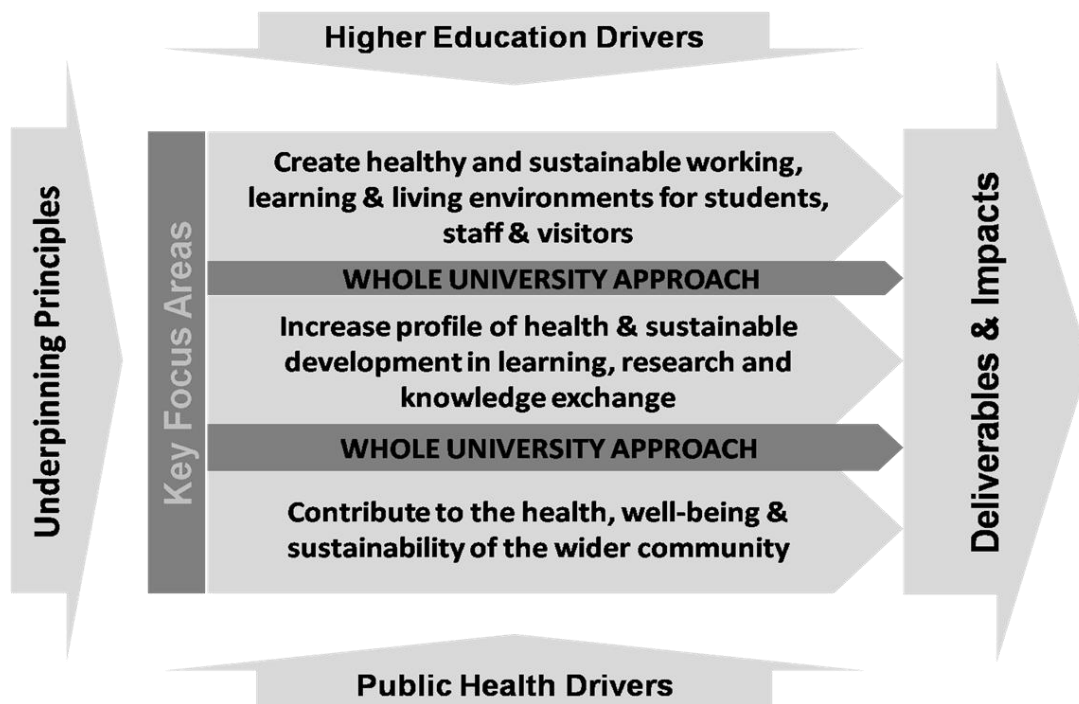 Higher Education Drivers
Underpinning Principles
Key Focus Areas
Create healthy and sustainable working,
learning & living environments for students,
staff & visitors
WHOLE UNIVERSITY APPROACH
Increase profile of health & sustainable
development in learning, research and
knowledge exchange
WHOLE UNIVERSITY APPROACH
Contribute to the health, well-being &
sustainability of the wider community
Deliverables & Impacts
Public Health Drivers